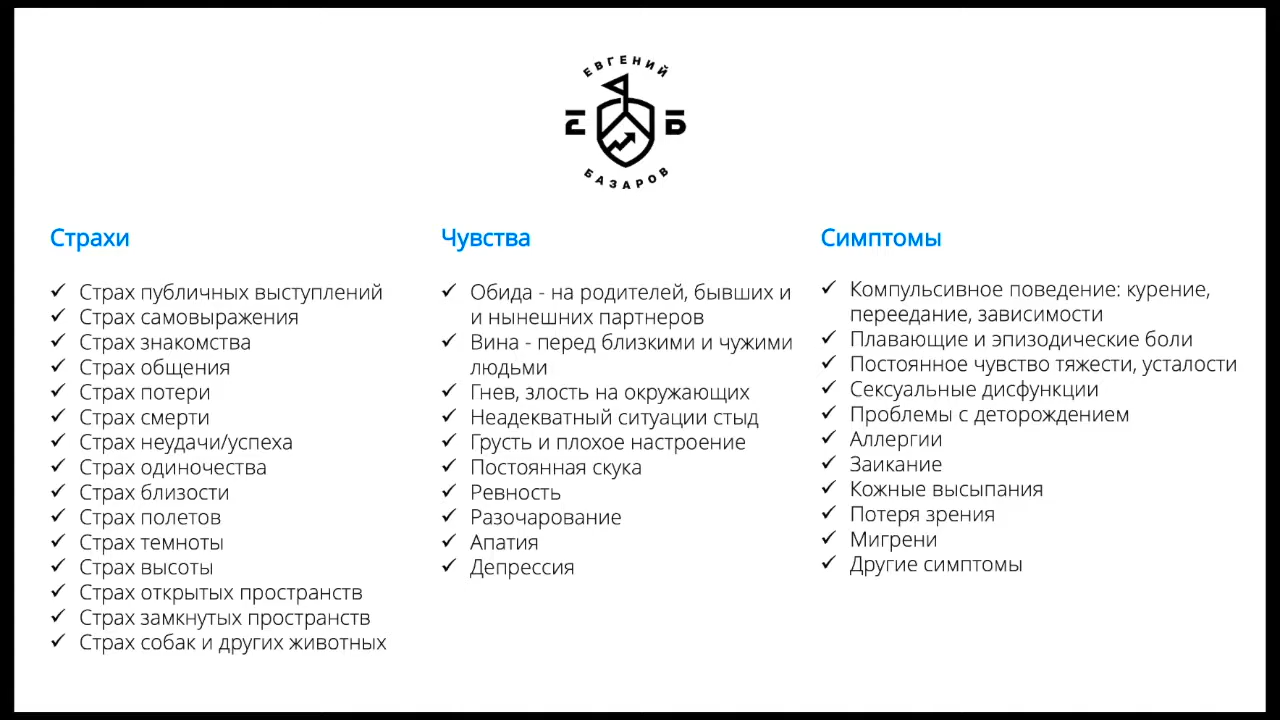 ЕВГЕНИЙ
Е Б
БАЗАРОВ
Страхи
Страх публичных выступлений
Страх самовыражения
Страх знакомства
Страх общения
Страх потери
Страх смерти
Страх неудачи/успеха
Страх одиночества
Страх близости
Страх полетов
Страх темноты
Страх высоты
Страх открытых пространств
Страх замкнутых пространств
Страх собак и других животных
Чувства
Обида - на родителей, бывших и
и нынешних партнеров
Вина - перед близкими и чужими
людьми
Гнев, злость на окружающих
Неадекватный ситуации стыд
Грусть и плохое настроение
Постоянная скука
Ревность
Разочарование
Апатия
Депрессия
Симптомы
Компульсивное поведение: курение,
переедание, зависимости
Плавающие и эпизодические боли
Постоянное чувство тяжести, усталости
Сексуальные дисфункции
Проблемы с деторождением
Аллергии
Заикание
Кожные высыпания
Потеря зрения
Мигрени
Другие симптомы